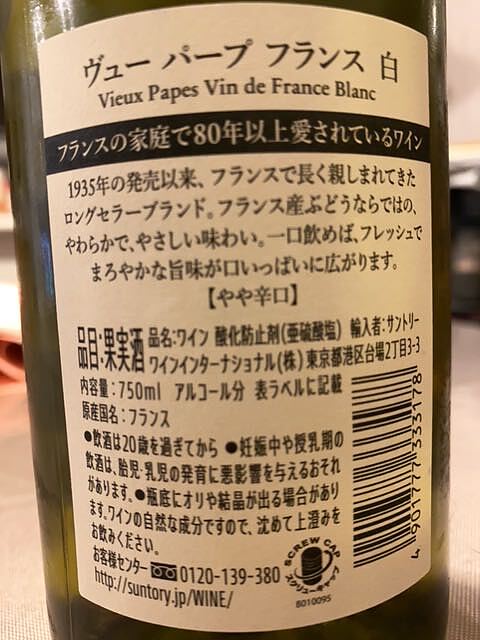 ヴュー パープ フランス 白
Vieux Papes Vin de France Blanc
フランスの家庭で80年以上愛されているワイン
1935年の発売以来、フランスで長く親しまれてきた
ロングセラーブランド。フランス産ぶどうならではの、
やわらかで、やさしい味わい。一口飲めば、フレッシュで
まろやかな旨味が口いっぱいに広がります。
【やや辛口】
品目:果実酒 品名:ワイン 酸化防止剤(亜硫酸塩) 輸入者:サントリー
ワインインターナショナル(株) 東京都港区台場2丁目3-3
内容量:750ml アルコール分 表ラベルに記載
原産国名:フランス
●飲酒は20歳を過ぎてから ●妊娠中や授乳期の
飲酒は、胎児・乳児の発育に悪影響を与えるおそれ
があります。●瓶底にオリや結晶が出る場合があり
ます。ワインの自然な成分ですので、沈めて上澄みを
お飲みください。
お客様センター 0120-139-380
http://suntory.jp/WINE/
SCREW CAP
スクリューキャップ
8010095
4 901777 333178